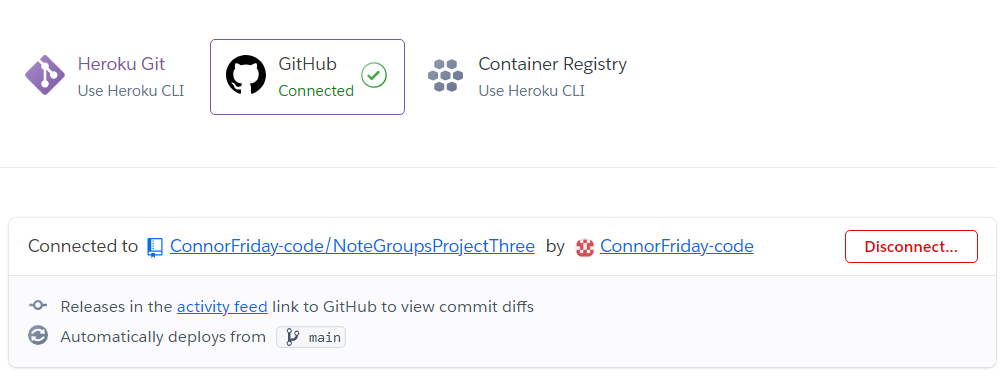 Heroku Git
Use Heroku CLI
GitHub
Connected
Container Registry
Use Heroku CLI
Connected to ConnorFriday-code/NoteGroupsProjectThree by ConnorFriday-code
Disconnect...
Releases in the activity feed link to GitHub to view commit diffs
Automatically deploys from main